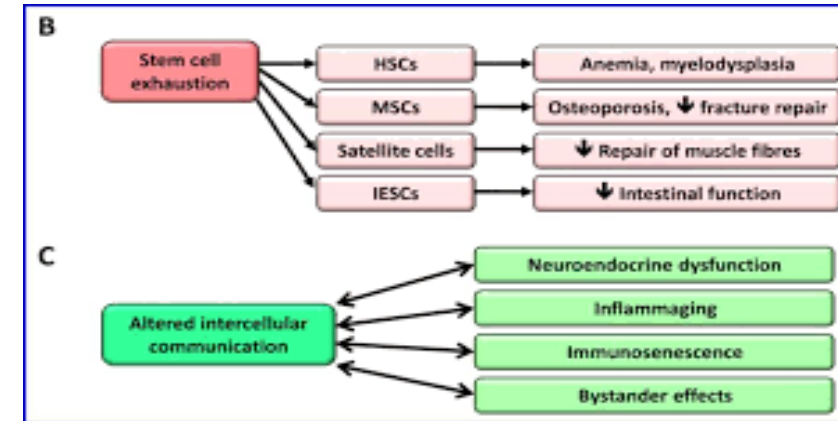 B
Stem cell
exhaustion
HSCs
Anemia, myelodysplasia
MSCs
Osteoporosis, ↓ fracture repair
Satellite cells
↓ Repair of muscle fibres
IESCs
↓ Intestinal function
C
Altered intercellular
communication
Neuroendocrine dysfunction
Inflammaging
Immunosenescence
Bystander effects